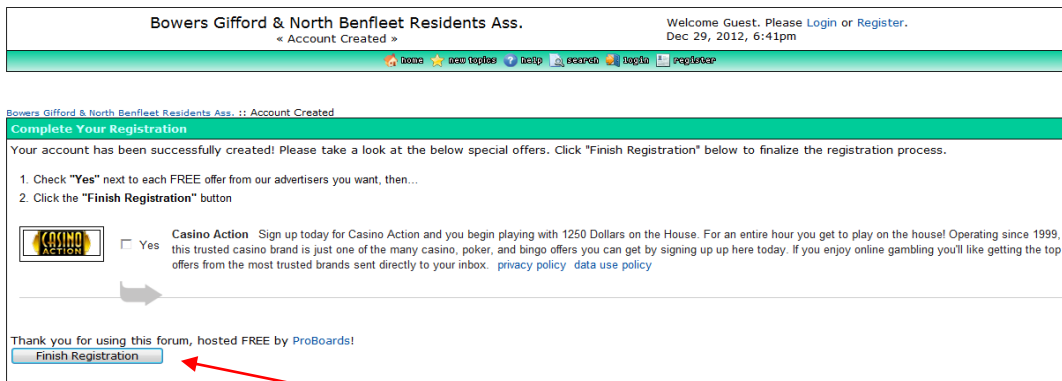 Bowers Gifford & North Benfleet Residents Ass.
« Account Created »
Welcome Guest. Please Login or Register.
Dec 29, 2012, 6:41pm
home new topics help search login register
Bowers Gifford & North Benfleet Residents Ass. :: Account Created
Complete Your Registration
Your account has been successfully created! Please take a look at the below special offers. Click "Finish Registration" below to finalize the registration process.
1. Check "Yes" next to each FREE offer from our advertisers you want, then...
2. Click the "Finish Registration" button
CASINO
ACTION
Yes
Casino Action Sign up today for Casino Action and you begin playing with 1250 Dollars on the House. For an entire hour you get to play on the house! Operating since 1999,
this trusted casino brand is just one of the many casino, poker, and bingo offers you can get by signing up up here today. If you enjoy online gambling you'll like getting the top
offers from the most trusted brands sent directly to your inbox. privacy policy data use policy
Thank you for using this forum, hosted FREE by ProBoards!
Finish Registration